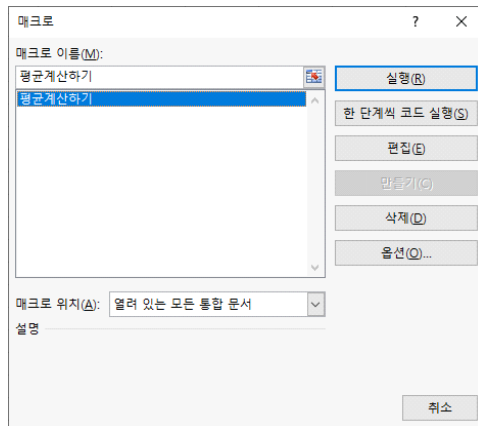 매크로 ? ×
매크로 이름(M):
평균계산하기
평균계산하기
실행(R)
한 단계씩 코드 실행(S)
편집(E)
만들기(C)
삭제(D)
옵션(O)...
매크로 위치(A): 열려 있는 모든 통합 문서
설명
취소